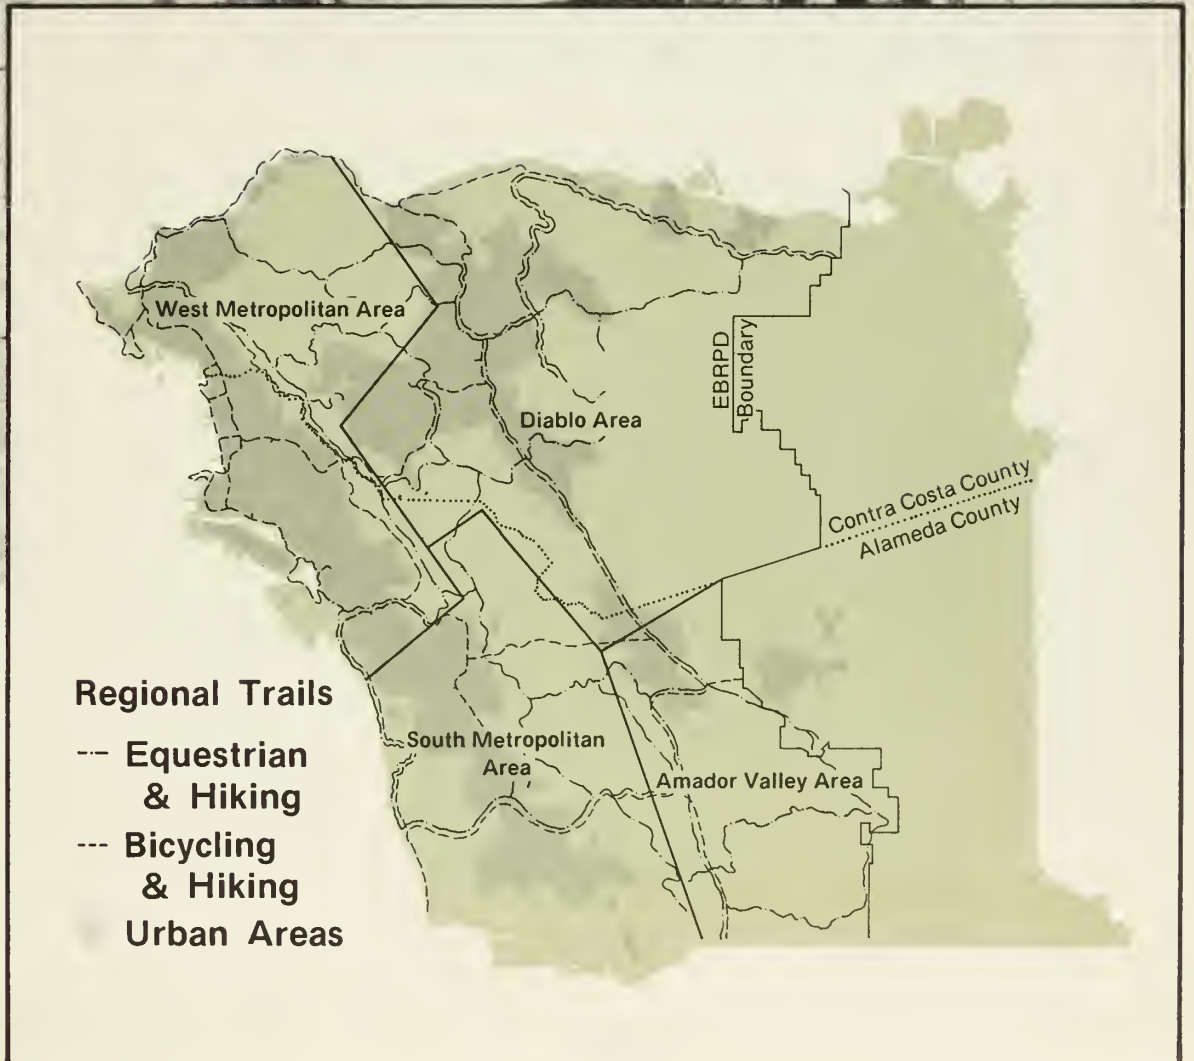 West Metropolitan Area
EBRPD
Boundary
Diablo Area
Contra Costa County
Alameda County
Regional Trails
Equestrian
& Hiking
Bicycling
& Hiking
Urban Areas
South Metropolitan
Area
Amador Valley Area